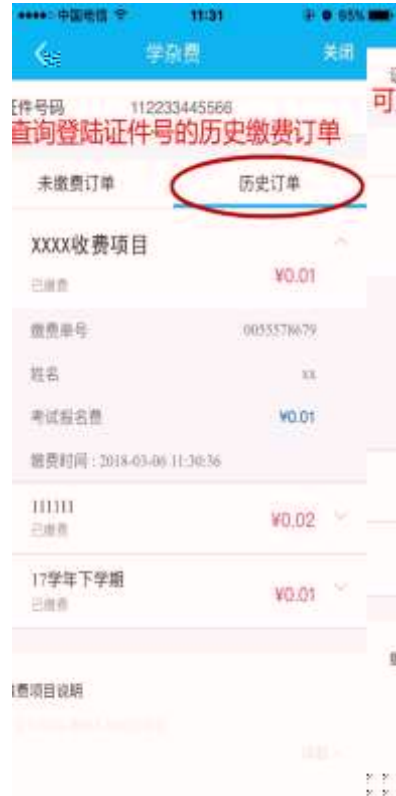 中国电信 11:31 65%
学杂费 关闭
证件号码 112233445566
查询登陆证件号的历史缴费订单
可
未缴费订单 历史订单
XXXX收费项目
已缴费 ¥0.01
缴费单号 0055578679
姓名 xx
考试报名费 ¥0.01
缴费时间 : 2018-03-06 11:30:36
111111
已缴费 ¥0.02
17学年下学期
已缴费 ¥0.01
缴费项目说明